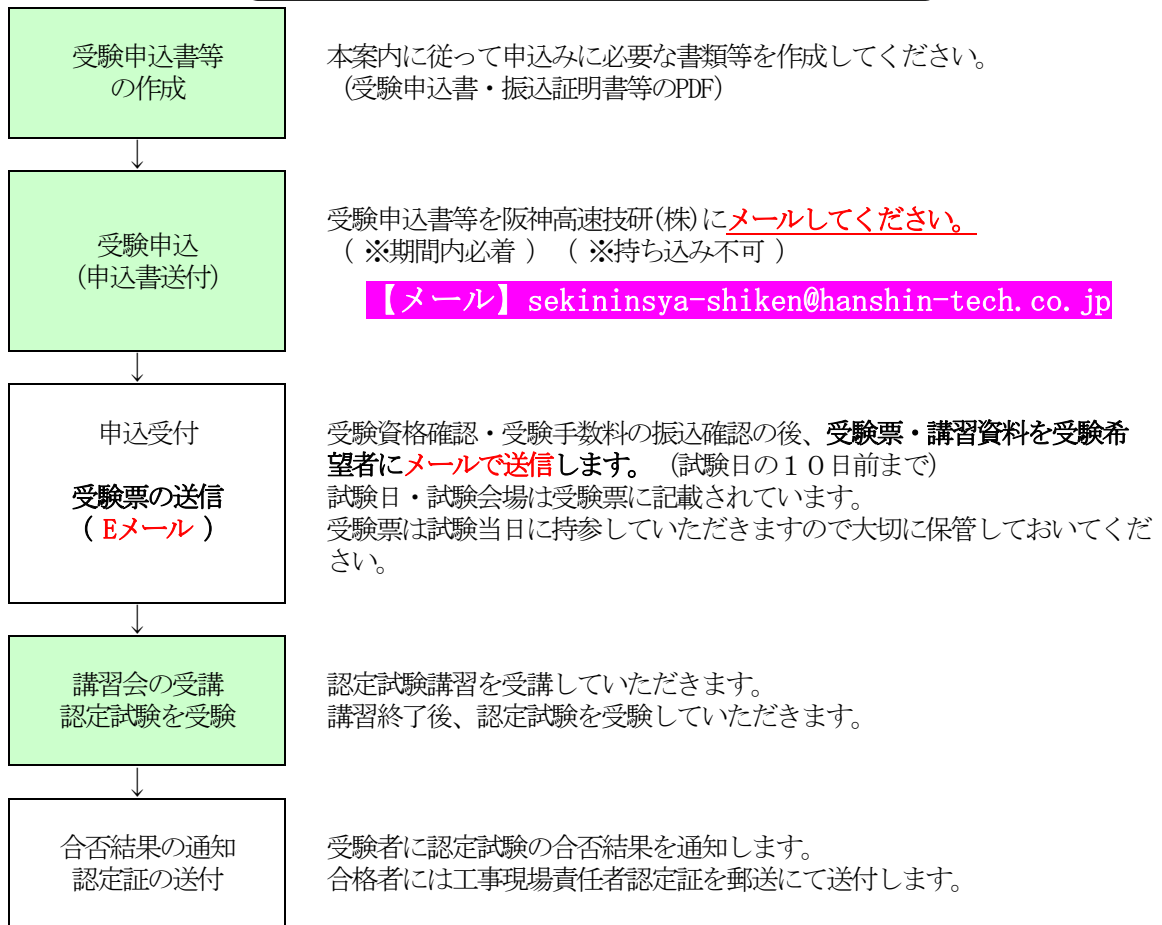 受験申込書等
の作成
本案内に従って申込みに必要な書類等を作成してください。
(受験申込書・振込証明書等のPDF)
↓
受験申込
(申込書送付)
受験申込書等を阪神高速技研(株)にメールしてください。
( ※期間内必着 ) ( ※持ち込み不可 )
【メール】sekininsya-shiken@hanshin-tech.co.jp
↓
申込受付
受験票の送信
( Eメール )
受験資格確認・受験手数料の振込確認の後、受験票・講習資料を受験希
望者にメールで送信します。 (試験日の10日前まで)
試験日・試験会場は受験票に記載されています。
受験票は試験当日に持参していただきますので大切に保管しておいてくだ
さい。
↓
講習会の受講
認定試験を受験
認定試験講習を受講していただきます。
講習終了後、認定試験を受験していただきます。
↓
合否結果の通知
認定証の送付
受験者に認定試験の合否結果を通知します。
合格者には工事現場責任者認定証を郵送にて送付します。